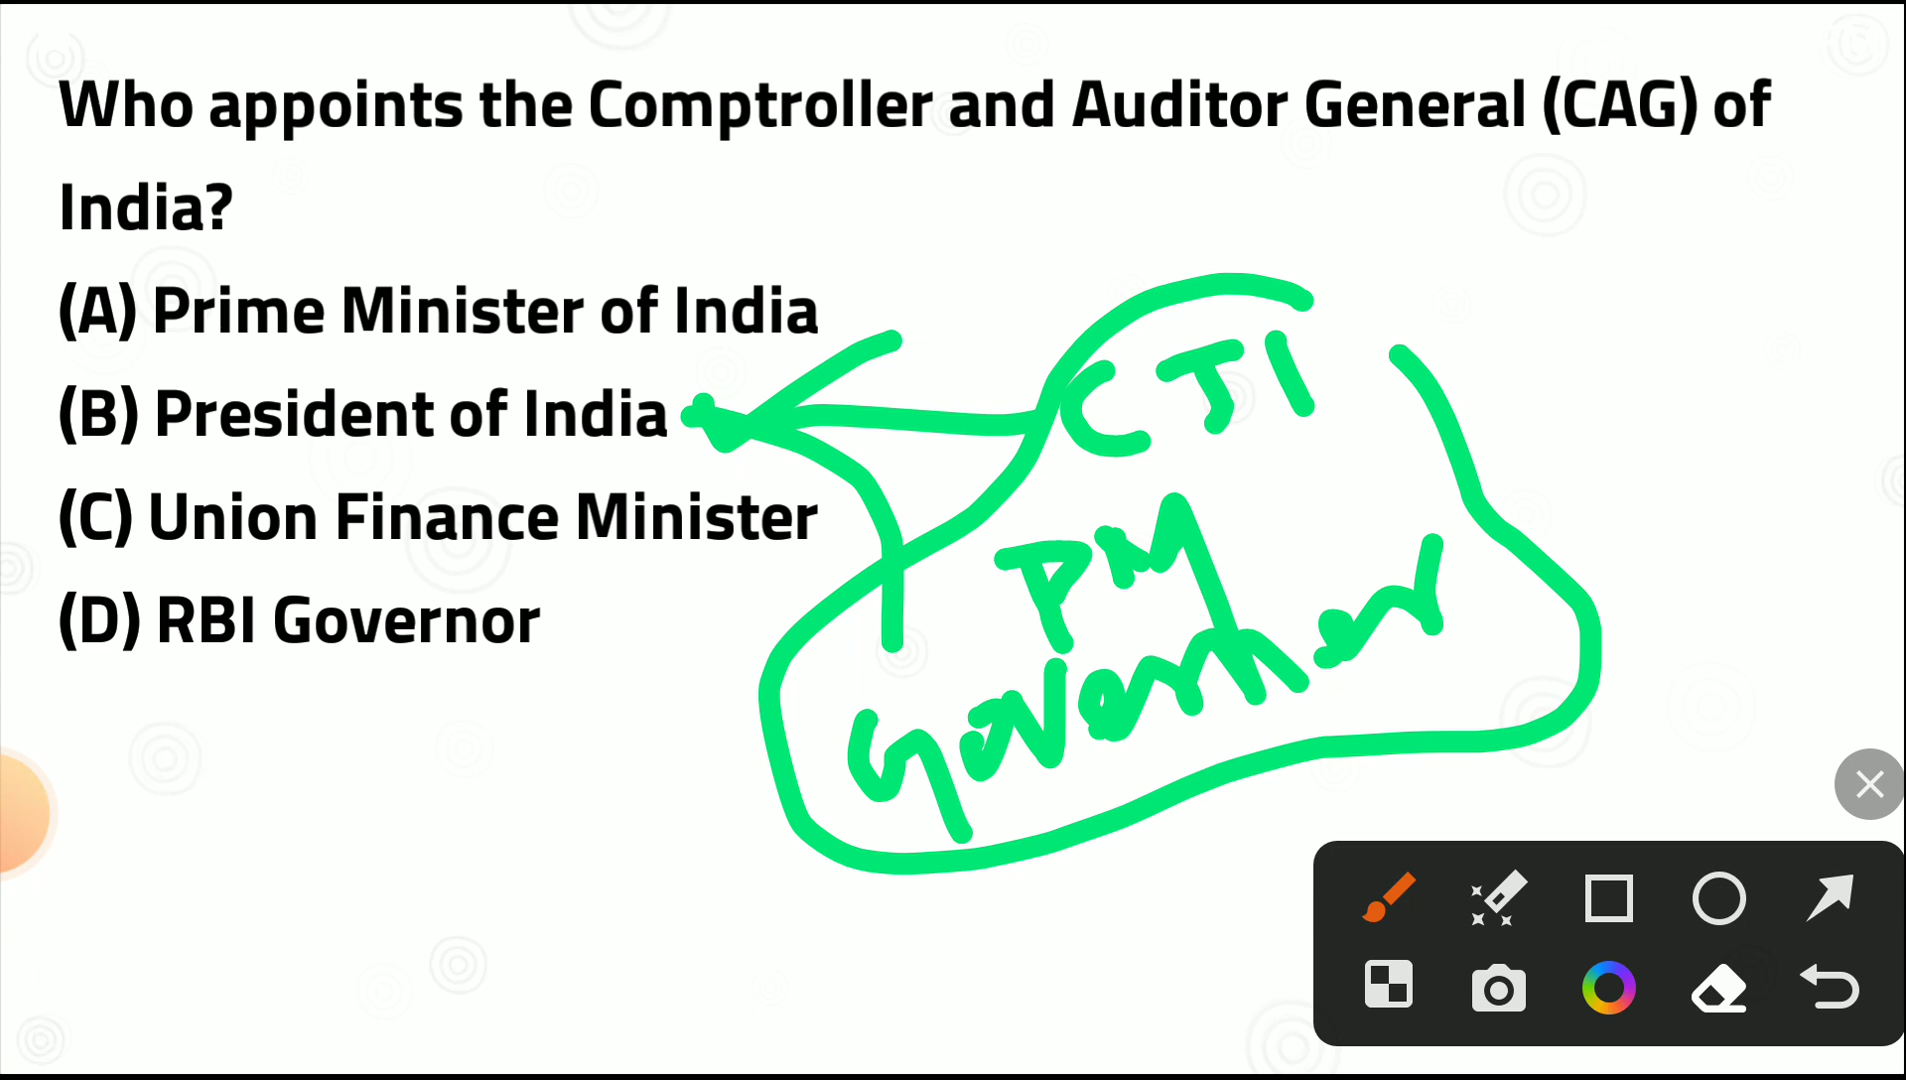 Who appoints the Comptroller and Auditor General (CAG) of
India?
(A) Prime Minister of India
(B) President of India
(C) Union Finance Minister
(D) RBI Governor
CJI
PM
Governer